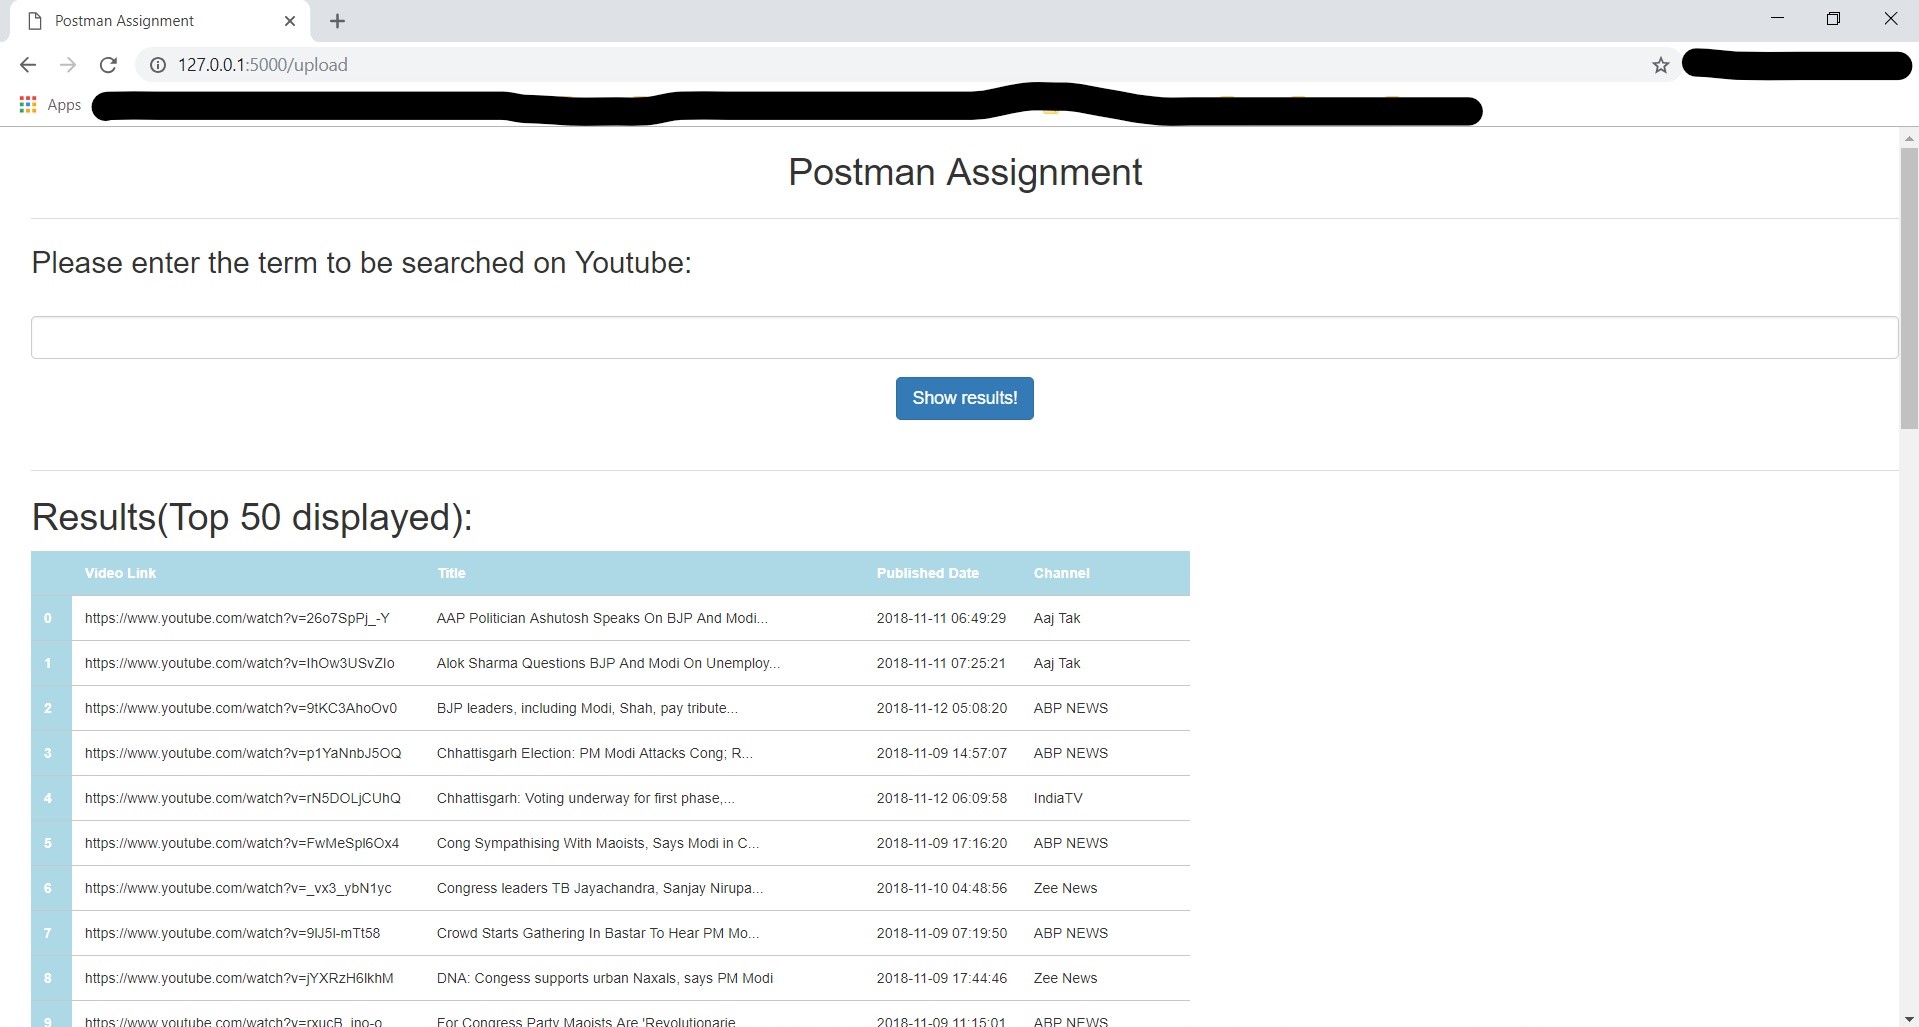 Postman Assignment
127.0.0.1:5000/upload
Apps
Postman Assignment
Please enter the term to be searched on Youtube:
Show results!
Results(Top 50 displayed):
Video Link Title Published Date Channel
0 https://www.youtube.com/watch?v=26o7SpPj_-Y AAP Politician Ashutosh Speaks On BJP And Modi... 2018-11-11 06:49:29 Aaj Tak
1 https://www.youtube.com/watch?v=IhOw3USvZIo Alok Sharma Questions BJP And Modi On Unemploy... 2018-11-11 07:25:21 Aaj Tak
2 https://www.youtube.com/watch?v=9tKC3AhoOv0 BJP leaders, including Modi, Shah, pay tribute... 2018-11-12 05:08:20 ABP NEWS
3 https://www.youtube.com/watch?v=p1YaNnbJ5OQ Chhattisgarh Election: PM Modi Attacks Cong; R... 2018-11-09 14:57:07 ABP NEWS
4 https://www.youtube.com/watch?v=rN5DOLjCUhQ Chhattisgarh: Voting underway for first phase,... 2018-11-12 06:09:58 IndiaTV
5 https://www.youtube.com/watch?v=FwMeSpl6Ox4 Cong Sympathising With Maoists, Says Modi in C... 2018-11-09 17:16:20 ABP NEWS
6 https://www.youtube.com/watch?v=_vx3_ybN1yc Congress leaders TB Jayachandra, Sanjay Nirupa... 2018-11-10 04:48:56 Zee News
7 https://www.youtube.com/watch?v=9IJ5I-mTt58 Crowd Starts Gathering In Bastar To Hear PM Mo... 2018-11-09 07:19:50 ABP NEWS
8 https://www.youtube.com/watch?v=jYXRzH6IkhM DNA: Congess supports urban Naxals, says PM Modi 2018-11-09 17:44:46 Zee News
9 https://www.youtube.com/watch?v=rxucB_ino-o For Congress Party Maoists Are 'Revolutionarie... 2018-11-09 11:15:01 ABP NEWS